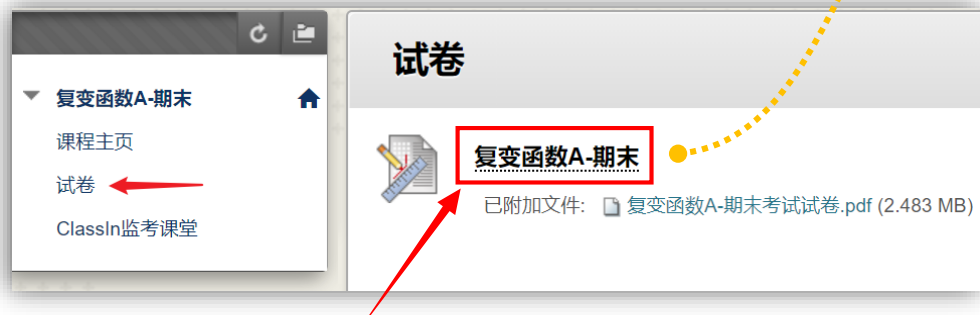 复变函数A-期末
课程主页
试卷
ClassIn监考课堂
试卷
复变函数A-期末
已附加文件: 复变函数A-期末考试试卷.pdf (2.483 MB)